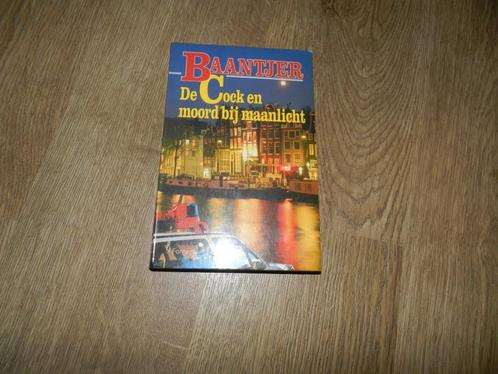 BAANTJER
De Cock en
moord bij maanlicht